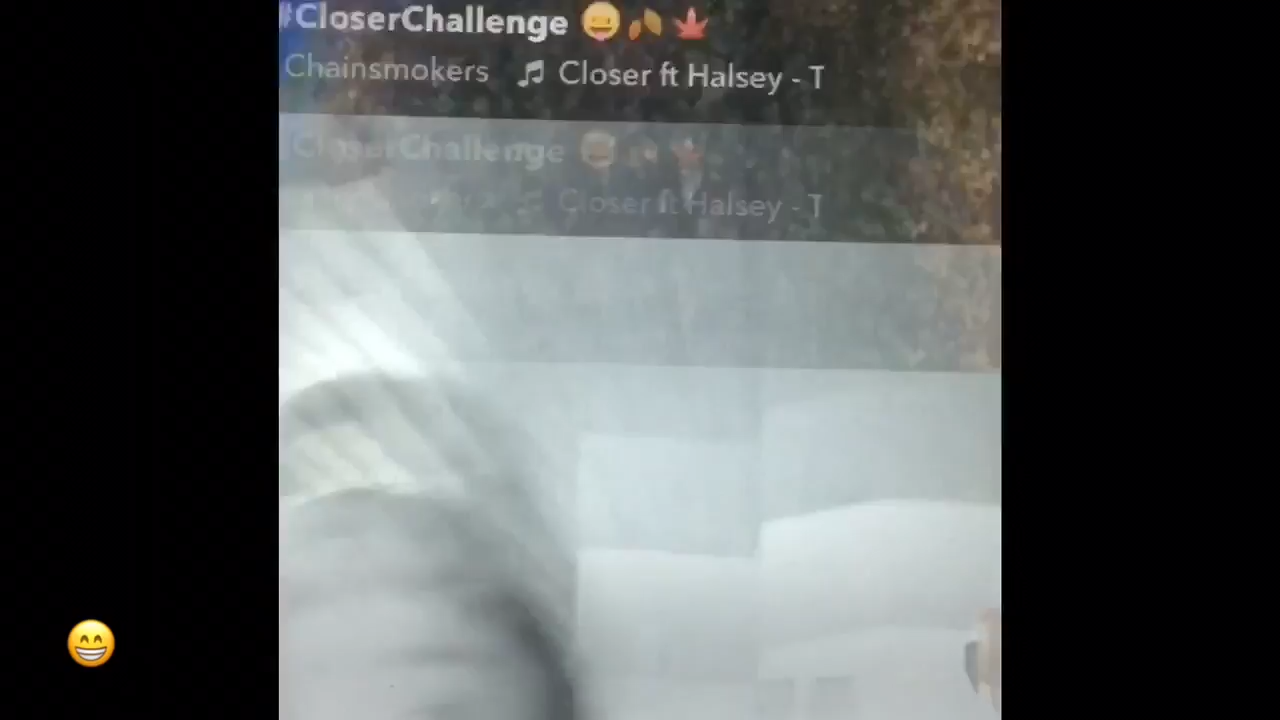 #CloserChallenge 😀🍂🍁
Chainsmokers 🎵 Closer ft Halsey - T
CloserChallenge
Closer ft Halsey - T